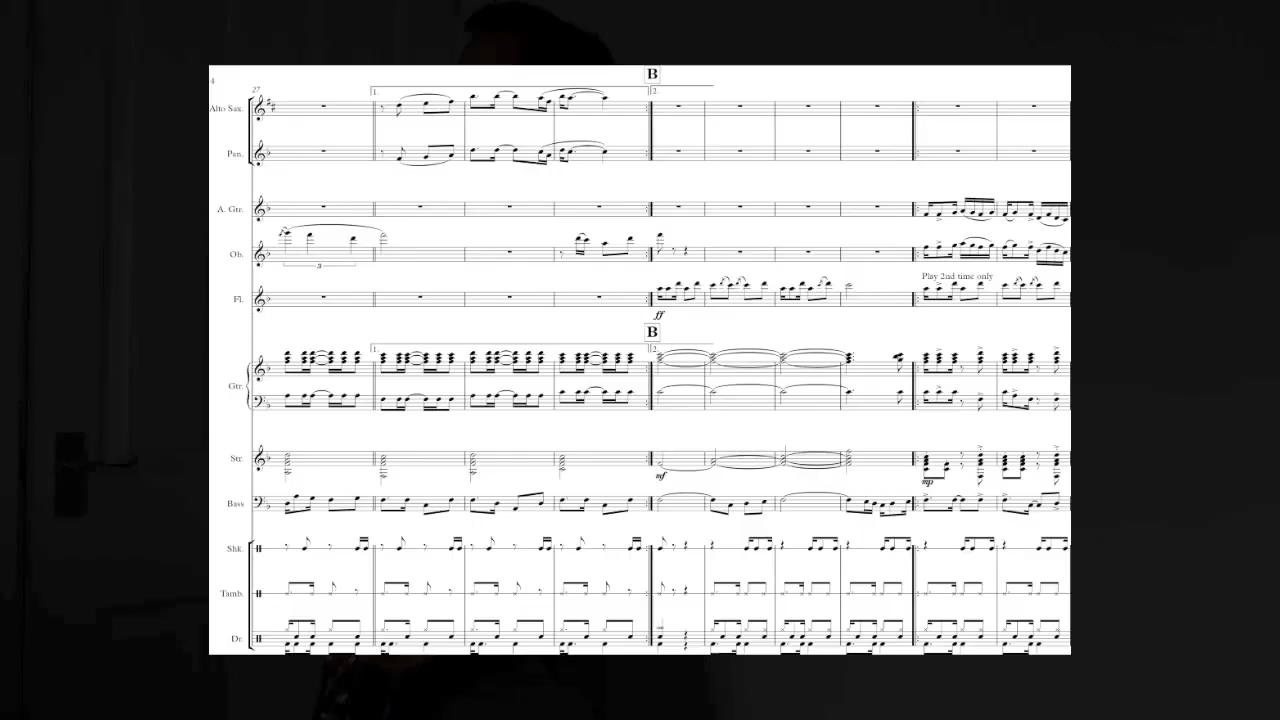 4
B
27
1.
2.
Alto Sax.
Pan.
A. Gtr.
Ob.
3
Play 2nd time only
Fl.
ff
B
1.
2.
Gtr.
Str.
mf
mp
Bass
Shk.
Tamb.
Dr.